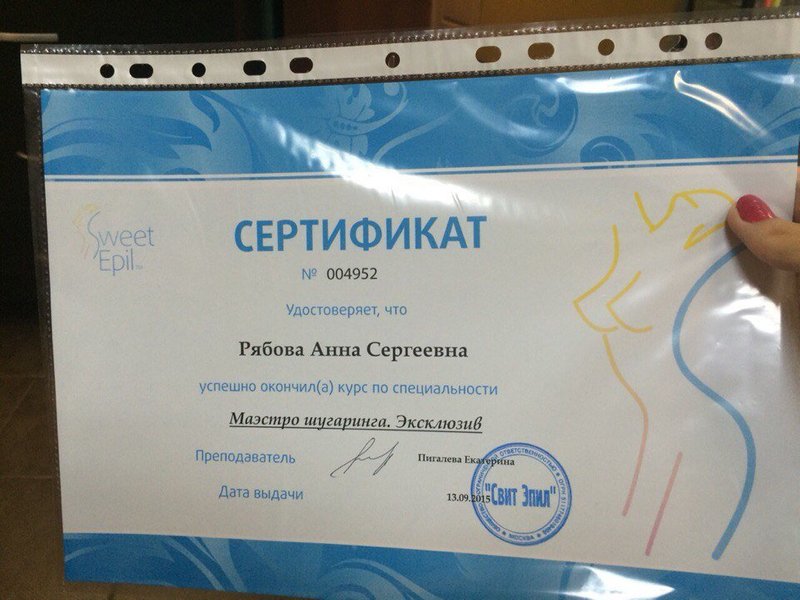 Sweet
Epil
СЕРТИФИКАТ
№ 004952
Удостоверяет, что
Рябова Анна Сергеевна
успешно окончил(а) курс по специальности
Маэстро шугаринга. Эксклюзив
Преподаватель
Пигалева Екатерина
Дата выдачи
13.09.2015
"Свит Эпил"
ОТВЕТСТВЕННОСТЬЮ
МОСКВА